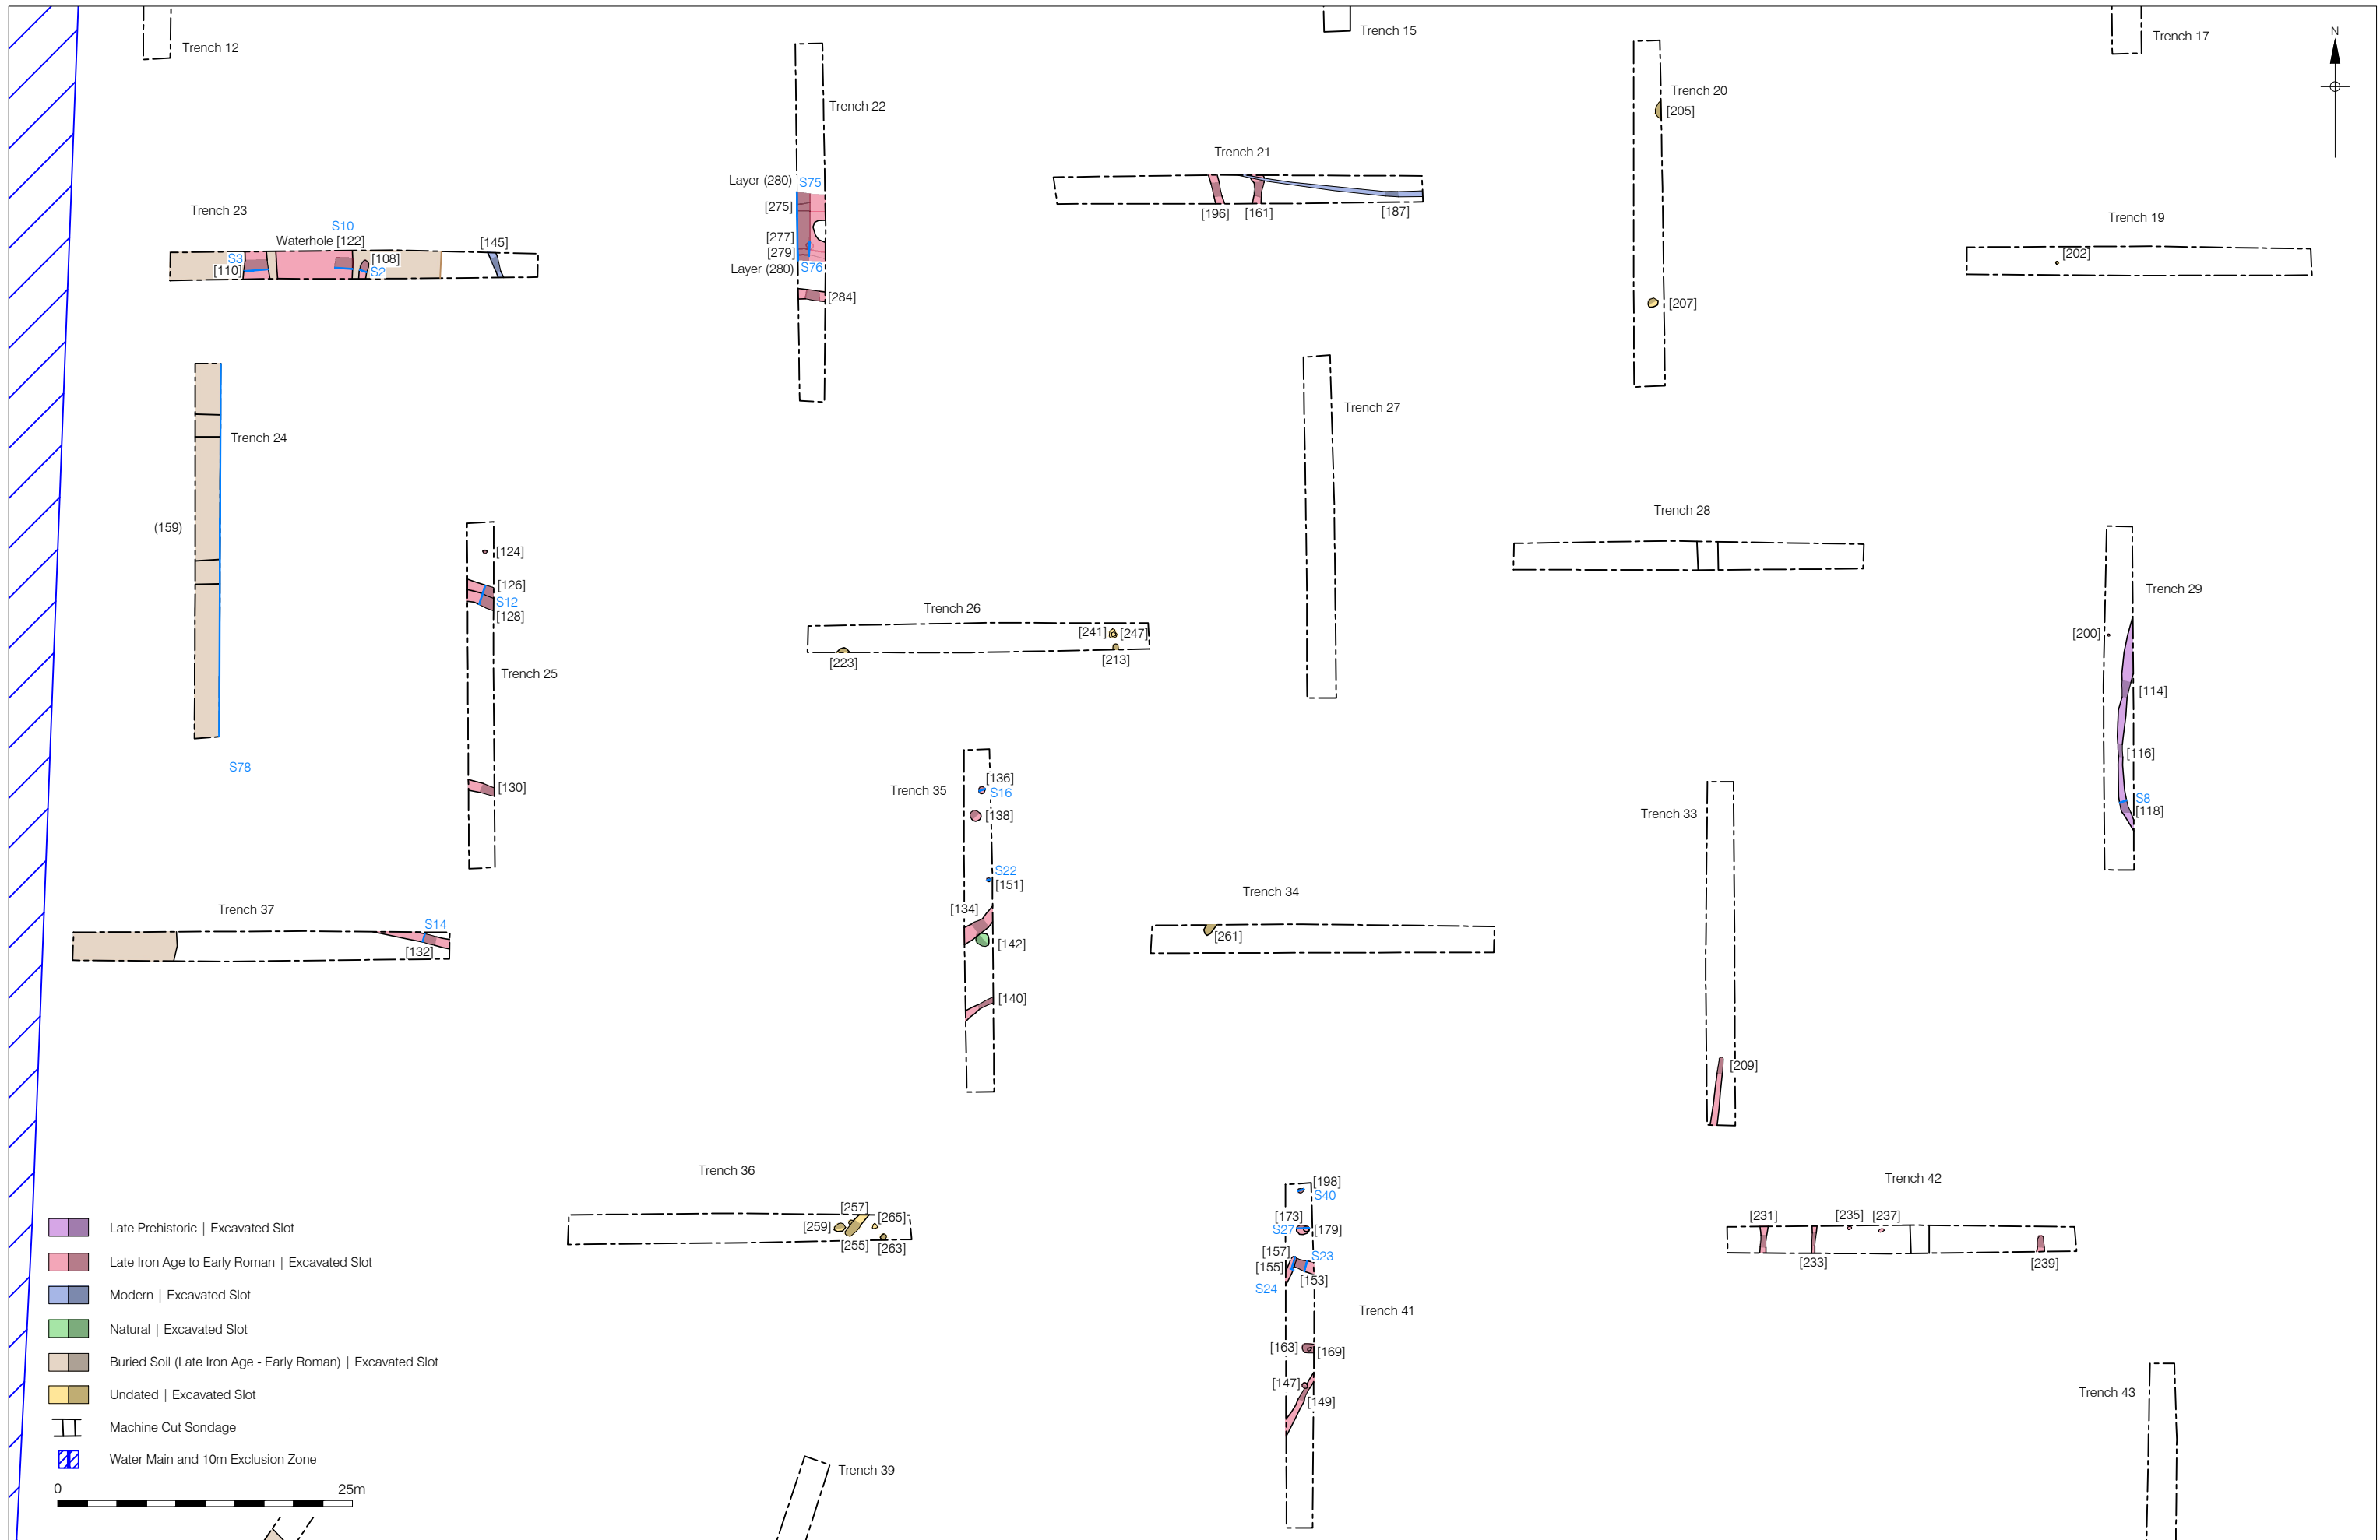 Trench 12
Trench 15
Trench 17
N
Trench 22
Trench 20
[205]
Trench 21
Layer (280)
S75
[275]
[277]
[279]
Layer (280)
S76
[284]
[196]
[161]
[187]
Trench 23
S10
Waterhole [122]
[145]
S3
[110]
[108]
S2
Trench 19
[202]
[207]
Trench 24
(159)
S78
Trench 27
[124]
[126]
S12
[128]
Trench 25
[130]
Trench 28
Trench 26
[241]
[247]
[223]
[213]
Trench 29
[200]
[114]
[116]
S8
[118]
Trench 35
[136]
S16
[138]
S22
[151]
[134]
[142]
[140]
Trench 33
[209]
Trench 34
[261]
Trench 37
S14
[132]
Trench 36
[257]
[259]
[265]
[255]
[263]
[198]
S40
[173]
S27
[179]
[157]
S23
[155]
[153]
S24
Trench 41
[163]
[169]
[147]
[149]
Trench 42
[231]
[235]
[237]
[233]
[239]
Trench 43
Trench 39
Late Prehistoric | Excavated Slot
Late Iron Age to Early Roman | Excavated Slot
Modern | Excavated Slot
Natural | Excavated Slot
Buried Soil (Late Iron Age - Early Roman) | Excavated Slot
Undated | Excavated Slot
Machine Cut Sondage
Water Main and 10m Exclusion Zone
0 25m